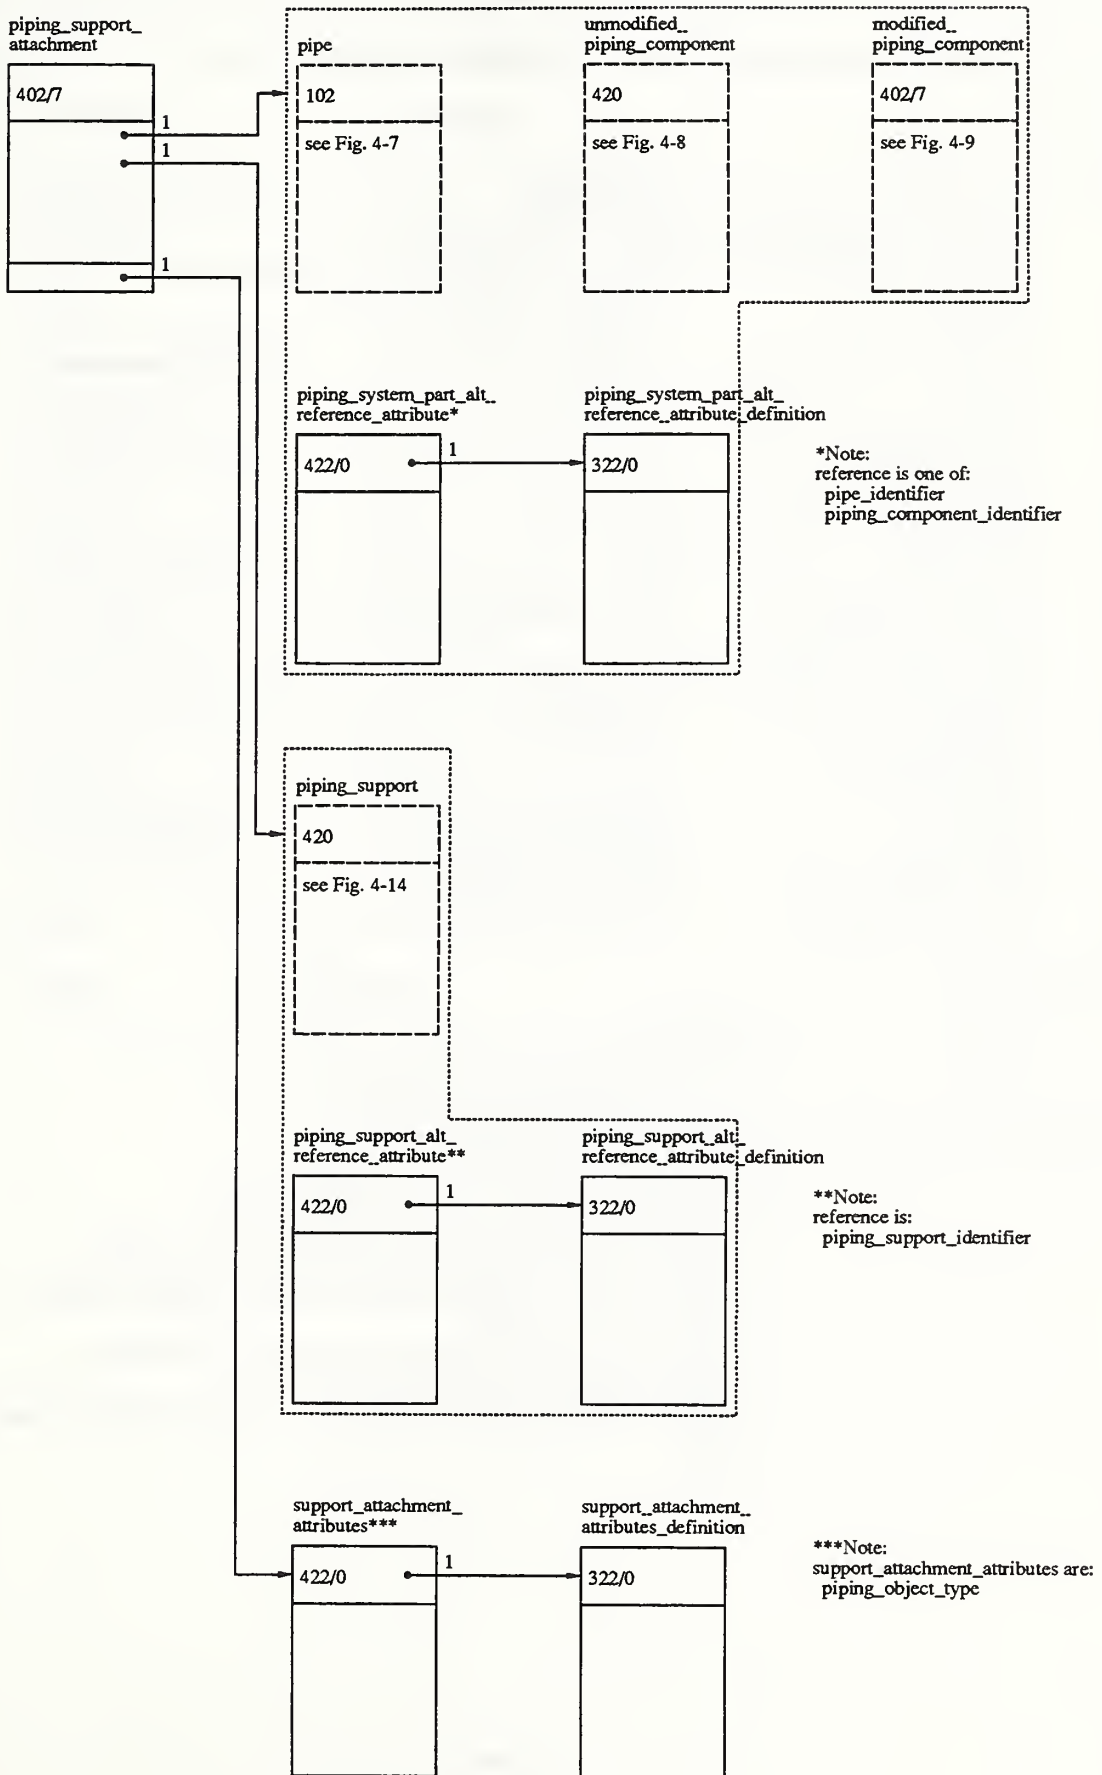 piping_support_
attachment
402/7
1
1
1
pipe
102
see Fig. 4-7
unmodified_
piping_component
420
see Fig. 4-8
modified_
piping_component
402/7
see Fig. 4-9
piping_system_part_alt_
reference_attribute*
422/0
1
piping_system_part_alt_
reference_attribute_definition
322/0
*Note:
reference is one of:
pipe_identifier
piping_component_identifier
piping_support
420
see Fig. 4-14
piping_support_alt_
reference_attribute**
422/0
1
piping_support_alt_
reference_attribute_definition
322/0
**Note:
reference is:
piping_support_identifier
support_attachment_
attributes***
422/0
1
support_attachment_
attributes_definition
322/0
***Note:
support_attachment_attributes are:
piping_object_type